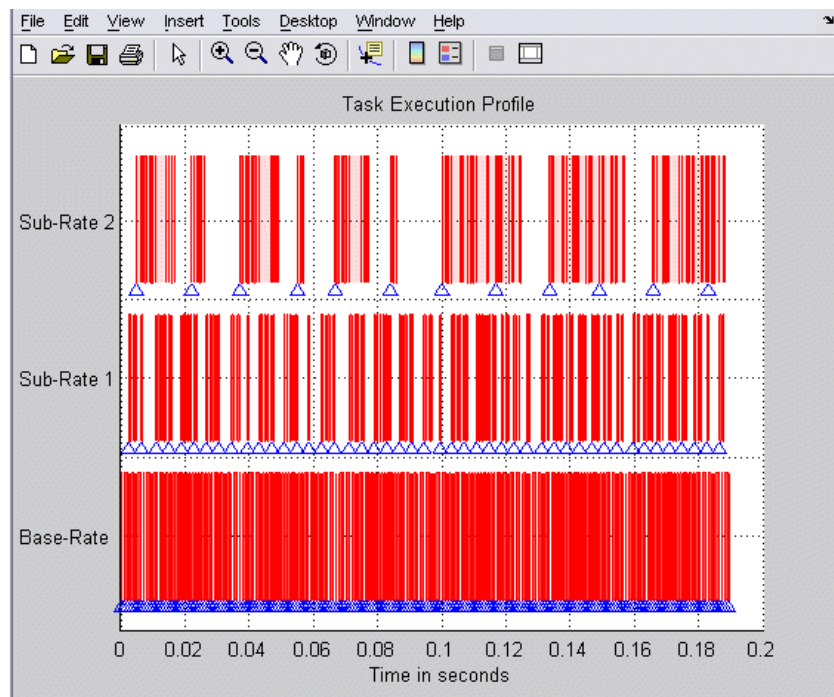 File Edit View Insert Tools Desktop Window Help
Task Execution Profile
Sub-Rate 2
Sub-Rate 1
Base-Rate
0 0.02 0.04 0.06 0.08 0.1 0.12 0.14 0.16 0.18 0.2
Time in seconds